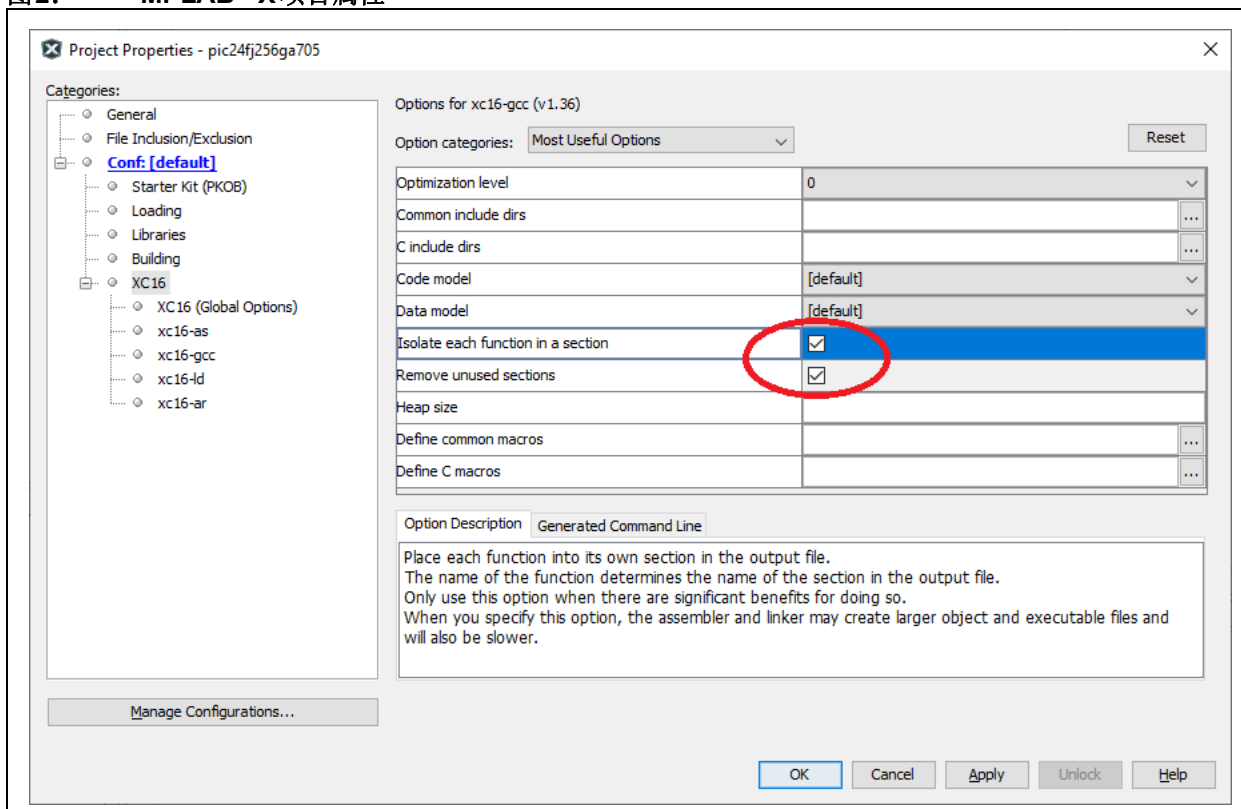 Project Properties - pic24fj256ga705
Categories:
General
File Inclusion/Exclusion
Conf: [default]
Starter Kit (PKOB)
Loading
Libraries
Building
XC16
XC16 (Global Options)
xc16-as
xc16-gcc
xc16-ld
xc16-ar
Manage Configurations...
Options for xc16-gcc (v1.36)
Option categories: Most Useful Options
Reset
Optimization level 0
Common include dirs ...
C include dirs ...
Code model [default]
Data model [default]
Isolate each function in a section
Remove unused sections
Heap size
Define common macros ...
Define C macros ...
Option Description Generated Command Line
Place each function into its own section in the output file.
The name of the function determines the name of the section in the output file.
Only use this option when there are significant benefits for doing so.
When you specify this option, the assembler and linker may create larger object and executable files and
will also be slower.
OK Cancel Apply Unlock Help